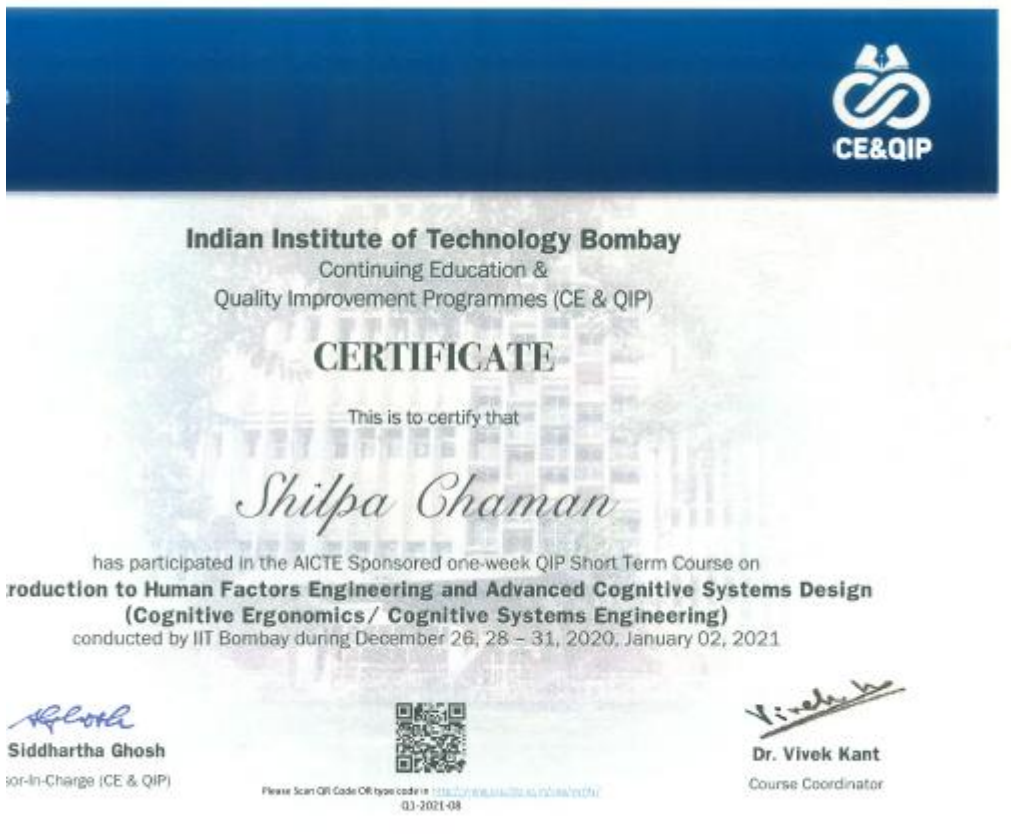 CE&QIP
Indian Institute of Technology Bombay
Continuing Education &
Quality Improvement Programmes (CE & QIP)
CERTIFICATE
This is to certify that
Shilpa Chaman
has participated in the AICTE Sponsored one-week QIP Short Term Course on
roduction to Human Factors Engineering and Advanced Cognitive Systems Design
(Cognitive Ergonomics/ Cognitive Systems Engineering)
conducted by IIT Bombay during December 26, 28 – 31, 2020, January 02, 2021
Siddhartha Ghosh
sor-In-Charge (CE & QIP)
Please Scan QR Code OR type code in
Q3-2021-08
Vivek
Dr. Vivek Kant
Course Coordinator